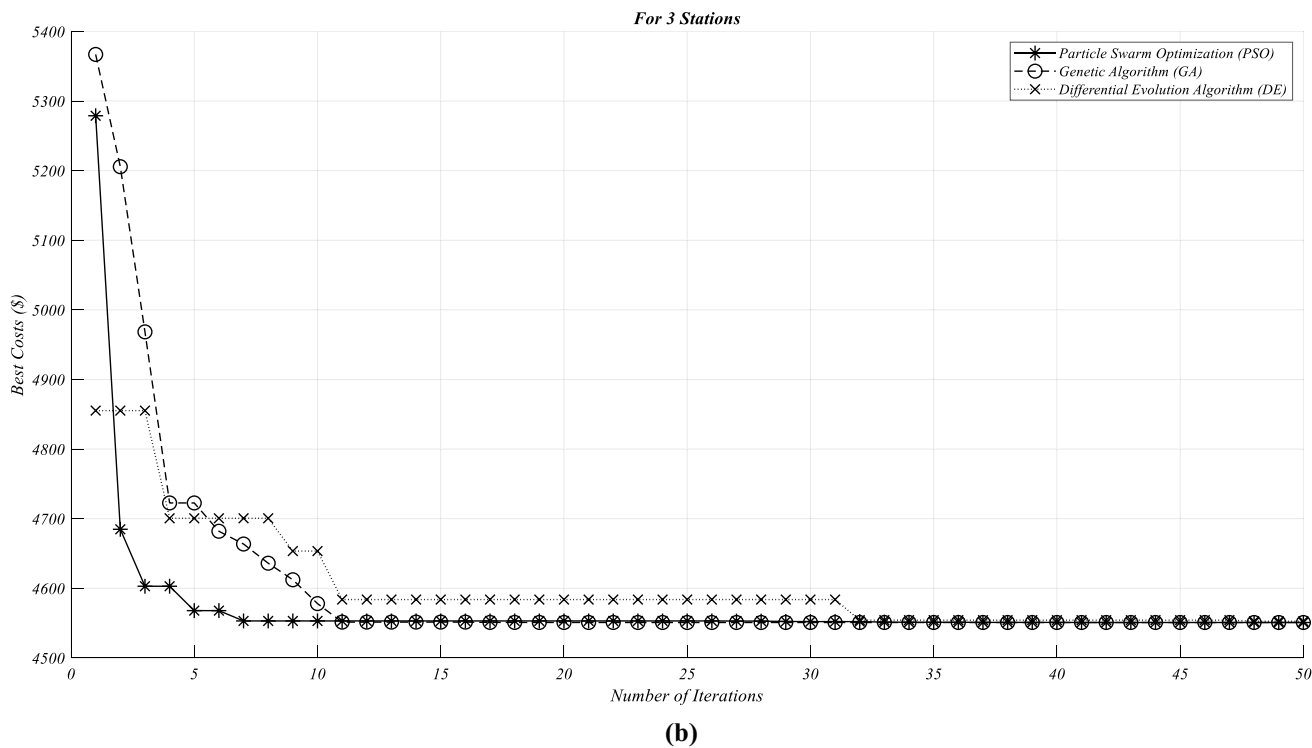 For 3 Stations
5400
5300
5200
5100
5000
4900
4800
4700
4600
4500
Best Costs ($)
Particle Swarm Optimization (PSO)
Genetic Algorithm (GA)
Differential Evolution Algorithm (DE)
0 5 10 15 20 25 30 35 40 45 50
Number of Iterations
(b)